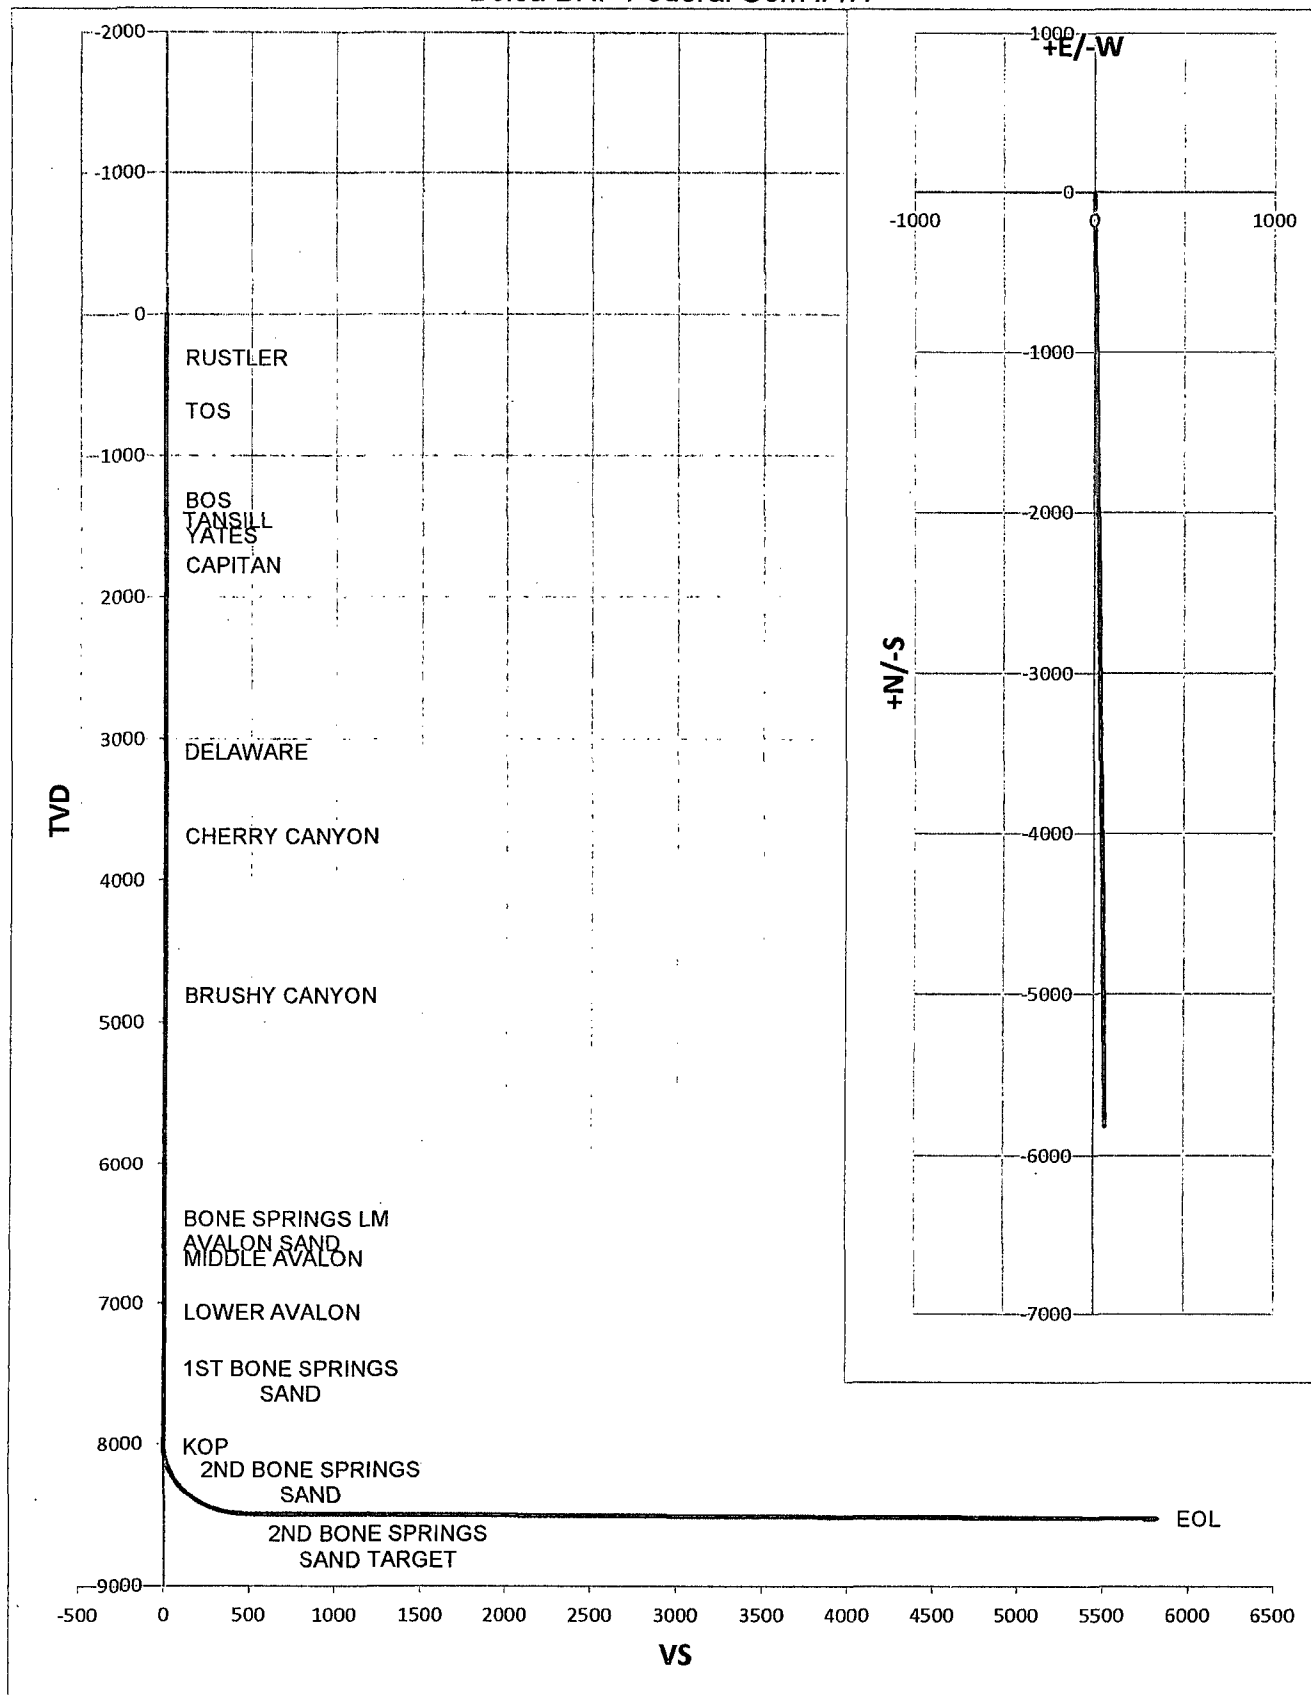 -2000
-1000
0
RUSTLER
TOS
1000
BOS
TANSILL
YATES
CAPITAN
2000
3000
DELAWARE
CHERRY CANYON
4000
BRUSHY CANYON
5000
6000
BONE SPRINGS LM
AVALON SAND
MIDDLE AVALON
7000
LOWER AVALON
1ST BONE SPRINGS
SAND
8000
KOP
2ND BONE SPRINGS
SAND
EOL
2ND BONE SPRINGS
SAND TARGET
9000
TVD
-500 0 500 1000 1500 2000 2500 3000 3500 4000 4500 5000 5500 6000 6500
VS
1000
+E/-W
0
-1000 0 1000
-1000
-2000
-3000
+N/-S
-4000
-5000
-6000
-7000